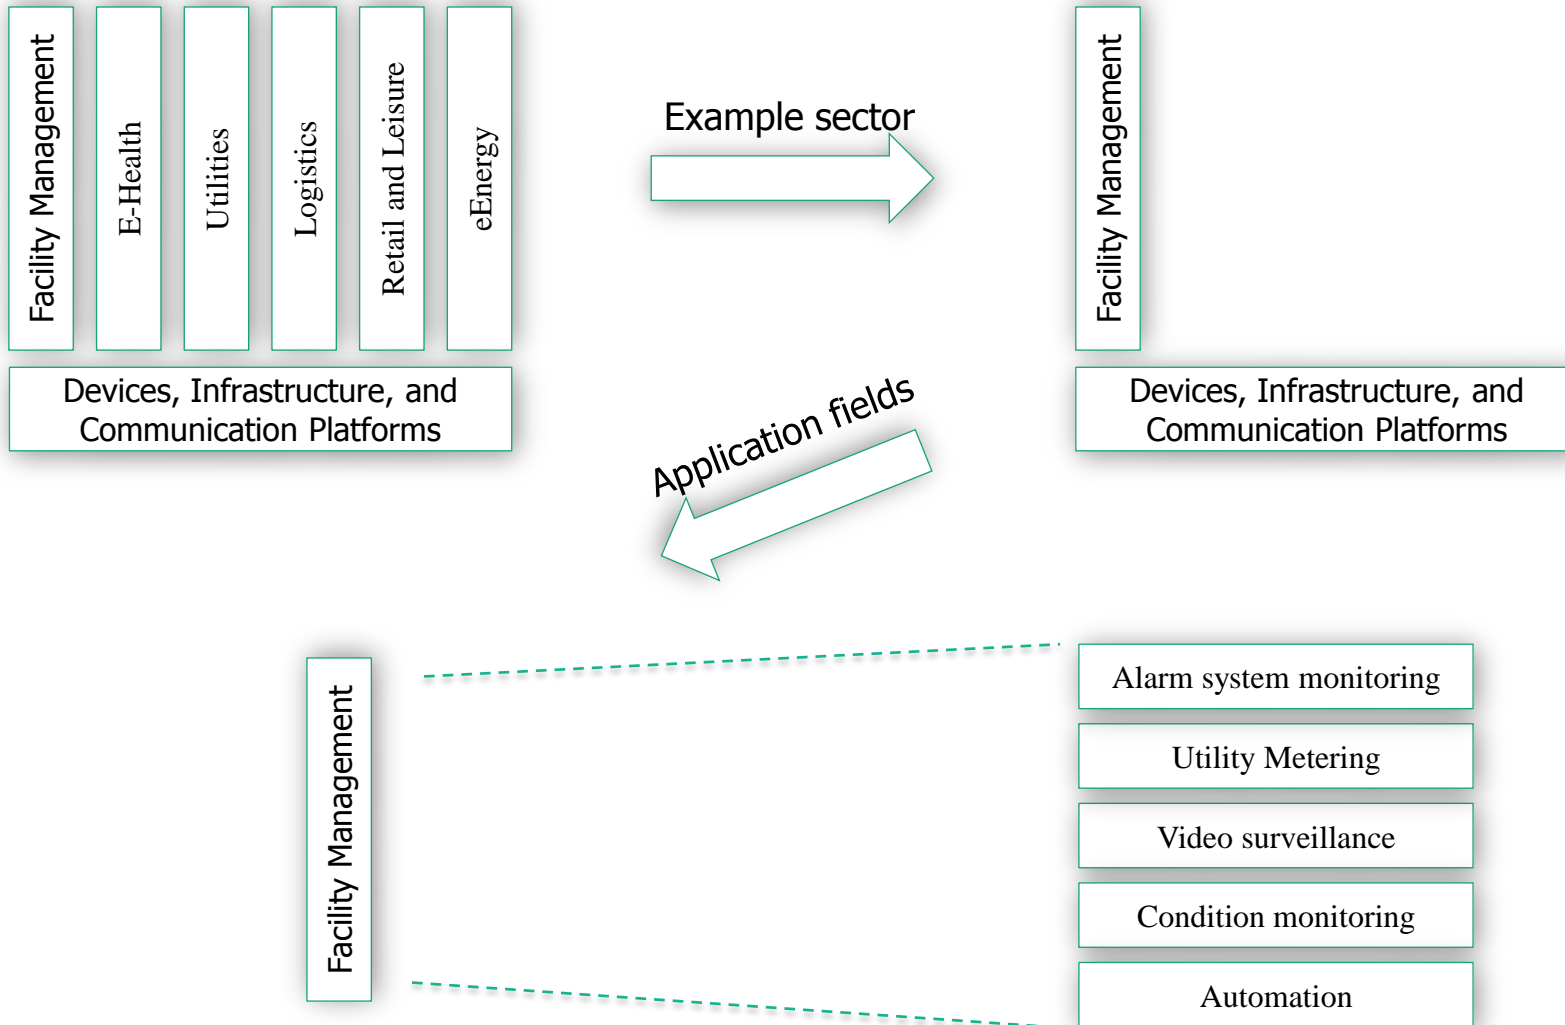 Facility Management
E-Health
Utilities
Logistics
Retail and Leisure
eEnergy
Devices, Infrastructure, and
Communication Platforms
Example sector
Facility Management
Devices, Infrastructure, and
Communication Platforms
Application fields
Facility Management
Alarm system monitoring
Utility Metering
Video surveillance
Condition monitoring
Automation